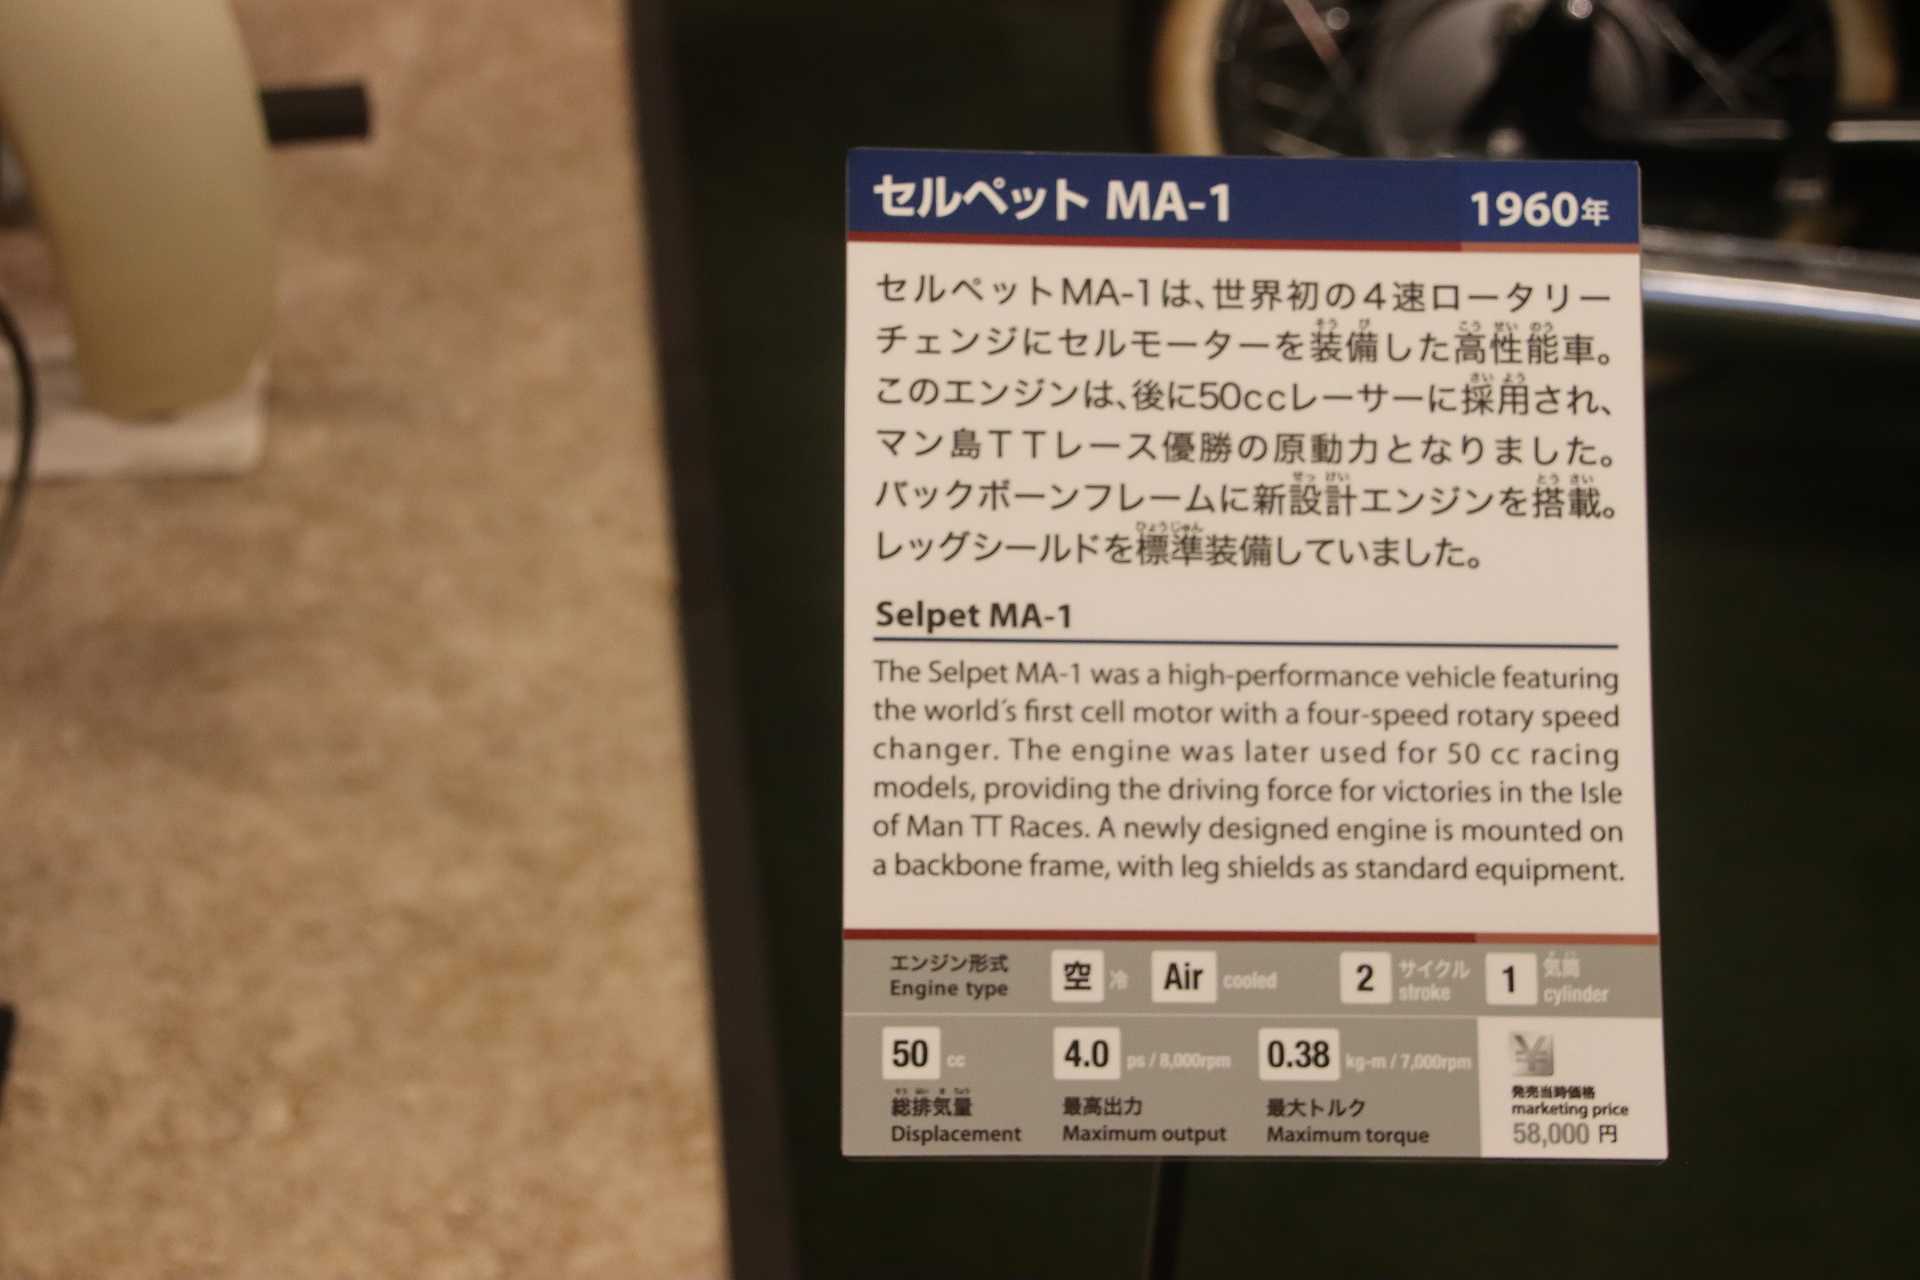 セルペット MA-1 1960年
セルペットMA-1は、世界初の4速ロータリー
チェンジにセルモーターを装備した高性能車。
このエンジンは、後に50ccレーサーに採用され、
マン島TTレース優勝の原動力となりました。
バックボーンフレームに新設計エンジンを搭載。
レッグシールドを標準装備していました。
Selpet MA-1
The Selpet MA-1 was a high-performance vehicle featuring
the world´s first cell motor with a four-speed rotary speed
changer. The engine was later used for 50 cc racing
models, providing the driving force for victories in the Isle
of Man TT Races. A newly designed engine is mounted on
a backbone frame, with leg shields as standard equipment.
エンジン形式
Engine type
空冷 Air cooled
2 サイクル stroke
1 気筒 cylinder
50 cc
総排気量
Displacement
4.0 ps / 8,000rpm
最高出力
Maximum output
0.38 kg-m / 7,000rpm
最大トルク
Maximum torque
¥
発売当時価格
marketing price
58,000 円